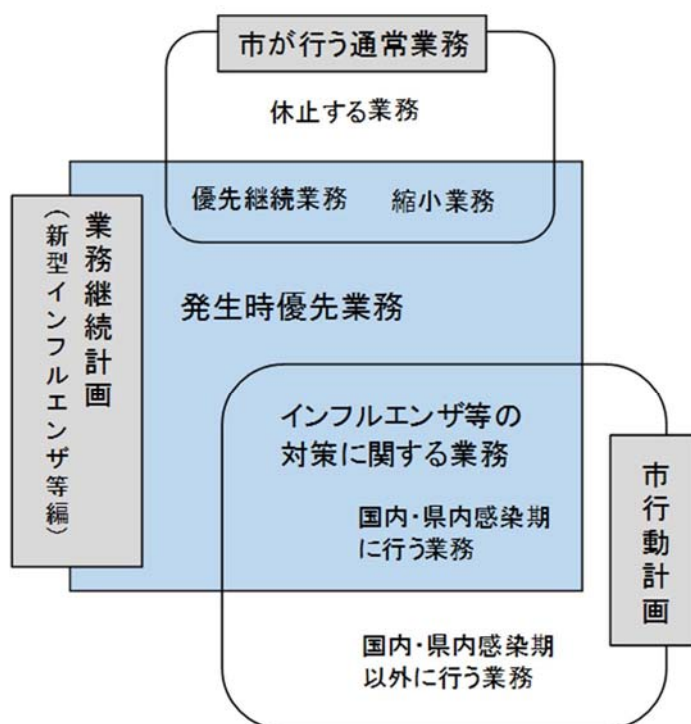 市が行う通常業務
休止する業務
優先継続業務 縮小業務
業務継続計画
(新型インフルエンザ等編)
発生時優先業務
インフルエンザ等の
対策に関する業務
国内・県内感染期
に行う業務
市行動計画
国内・県内感染期
以外に行う業務